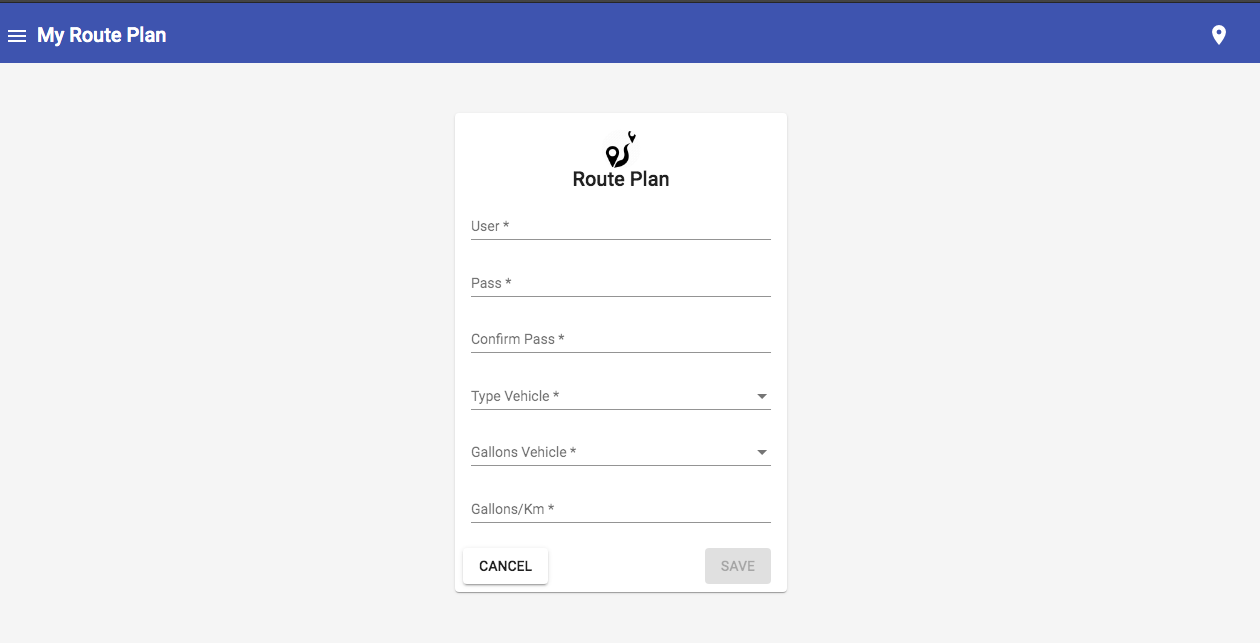 My Route Plan
Route Plan
User *
Pass *
Confirm Pass *
Type Vehicle *
Gallons Vehicle *
Gallons/Km *
CANCEL SAVE